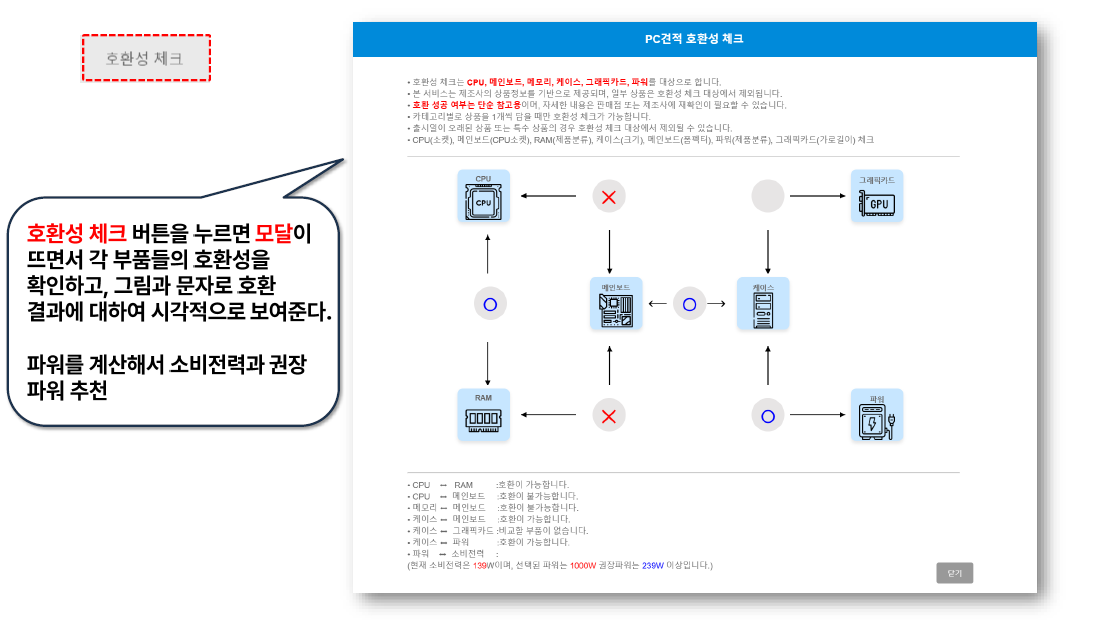 호환성 체크
PC견적 호환성 체크
• 호환성 체크는 CPU, 메인보드, 메모리, 케이스, 그래픽카드, 파워를 대상으로 합니다.
• 본 서비스는 제조사의 상품정보를 기반으로 제공되며, 일부 상품은 호환성 체크 대상에서 제외됩니다.
• 호환 성공 여부는 단순 참고용이며, 자세한 내용은 판매점 또는 제조사에 재확인이 필요할 수 있습니다.
• 카테고리별로 상품을 1개씩 담을 때만 호환성 체크가 가능합니다.
• 출시일이 오래된 상품 또는 특수 상품의 경우 호환성 체크 대상에서 제외될 수 있습니다.
• CPU(소켓), 메인보드(CPU소켓), RAM(제품분류), 케이스(크기), 메인보드(폼팩터), 파워(제품분류), 그래픽카드(가로길이) 체크
호환성 체크 버튼을 누르면 모달이
뜨면서 각 부품들의 호환성을
확인하고, 그림과 문자로 호환
결과에 대하여 시각적으로 보여준다.
파워를 계산해서 소비전력과 권장
파워 추천
CPU
CPU
그래픽카드
GPU
메인보드
케이스
RAM
파워
• CPU ↔ RAM :호환이 가능합니다.
• CPU ↔ 메인보드 :호환이 불가능합니다.
• 메모리 ↔ 메인보드 :호환이 불가능합니다.
• 케이스 ↔ 메인보드 :호환이 가능합니다.
• 케이스 ↔ 그래픽카드 :비교할 부품이 없습니다.
• 케이스 ↔ 파워 :호환이 가능합니다.
• 파워 ↔ 소비전력 :
(현재 소비전력은 139W이며, 선택된 파워는 1000W 권장파워는 239W 이상입니다.)
닫기